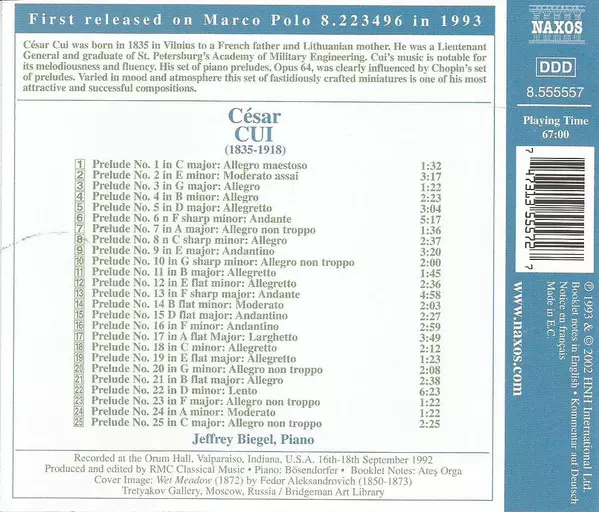 First released on Marco Polo 8.223496 in 1993
César Cui was born in 1835 in Vilnius to a French father and Lithuanian mother. He was a Lieutenant
General and graduate of St. Petersburg's Academy of Military Engineering. Cui's music is notable for
its melodiousness and fluency. His set of piano preludes, Opus 64, was clearly influenced by Chopin's set
of preludes. Varied in mood and atmosphere this set of fastidiously crafted miniatures is one of his most
attractive and successful compositions.
César
CUI
(1835-1918)
1 Prelude No. 1 in C major: Allegro maestoso 1:32
2 Prelude No. 2 in E minor: Moderato assai 3:17
3 Prelude No. 3 in G major: Allegro 1:22
4 Prelude No. 4 in B minor: Allegro 2:23
5 Prelude No. 5 in D major: Allegretto 3:04
6 Prelude No. 6 n F sharp minor: Andante 5:17
7 Prelude No. 7 in A major: Allegro non troppo 1:36
8 Prelude No. 8 n C sharp minor: Allegro 2:37
9 Prelude No. 9 in E major: Andantino 3:20
10 Prelude No. 10 in G sharp minor: Allegro non troppo 2:00
11 Prelude No. 11 in B major: Allegretto 1:45
12 Prelude No. 12 in E flat minor: Allegretto 2:36
13 Prelude No. 13 in F sharp major: Andante 4:58
14 Prelude No. 14 B flat minor: Moderato 2:03
15 Prelude No. 15 D flat major: Andantino 2:27
16 Prelude No. 16 in F minor: Andantino 2:59
17 Prelude No. 17 in A flat Major: Larghetto 3:49
18 Prelude No. 18 in C minor: Allegretto 2:12
19 Prelude No. 19 in E flat major: Allegretto 1:23
20 Prelude No. 20 in G minor: Allegro non troppo 2:08
21 Prelude No. 21 in B flat major: Allegro 2:38
22 Prelude No. 22 in D minor: Lento 6:23
23 Prelude No. 23 in F major: Allegro non troppo 1:22
24 Prelude No. 24 in A minor: Moderato 1:22
25 Prelude No. 25 in C major: Allegro non troppo 2:25
Jeffrey Biegel, Piano
Recorded at the Orum Hall, Valparaiso, Indiana, U.S.A. 16th-18th September 1992
Produced and edited by RMC Classical Music • Piano: Bösendorfer • Booklet Notes: Ateş Orga
Cover Image: Wet Meadow (1872) by Fedor Aleksandrovich (1850-1873)
Tretyakov Gallery, Moscow, Russia / Bridgeman Art Library
NAXOS
DDD
8.555557
Playing Time
67:00
7 47313 55572 7
℗ 1993 & © 2002 HNH International Ltd.
Booklet notes in English • Kommentar auf Deutsch
Notice en français
Made in E.C.
www.naxos.com